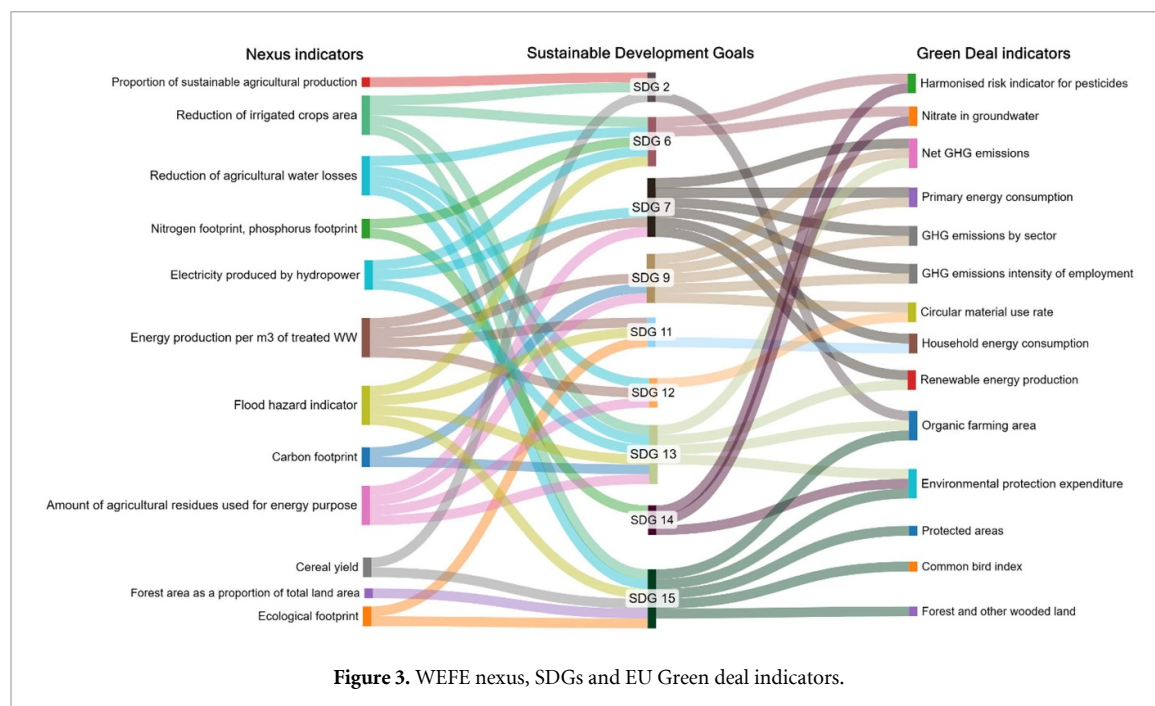 Nexus indicators
Sustainable Development Goals
Green Deal indicators
Proportion of sustainable agricultural production
Reduction of irrigated crops area
Reduction of agricultural water losses
Nitrogen footprint, phosphorus footprint
Electricity produced by hydropower
Energy production per m3 of treated WW
Flood hazard indicator
Carbon footprint
Amount of agricultural residues used for energy purpose
Cereal yield
Forest area as a proportion of total land area
Ecological footprint
SDG 2
SDG 6
SDG 7
SDG 9
SDG 11
SDG 12
SDG 13
SDG 14
SDG 15
Harmonised risk indicator for pesticides
Nitrate in groundwater
Net GHG emissions
Primary energy consumption
GHG emissions by sector
GHG emissions intensity of employment
Circular material use rate
Household energy consumption
Renewable energy production
Organic farming area
Environmental protection expenditure
Protected areas
Common bird index
Forest and other wooded land
Figure 3. WEFE nexus, SDGs and EU Green deal indicators.